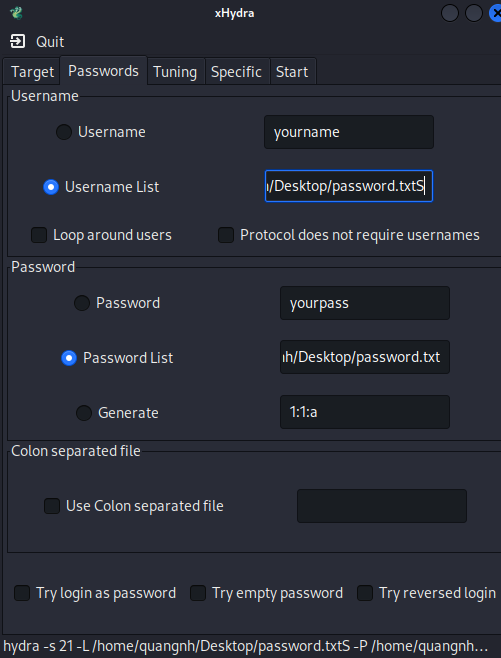 xHydra
Quit
Target Passwords Tuning Specific Start
Username
Username yourname
Username List /Desktop/password.txtS
Loop around users Protocol does not require usernames
Password
Password yourpass
Password List h/Desktop/password.txt
Generate 1:1:a
Colon separated file
Use Colon separated file
Try login as password Try empty password Try reversed login
hydra -s 21 -L /home/quangnh/Desktop/password.txtS -P /home/quangnh...